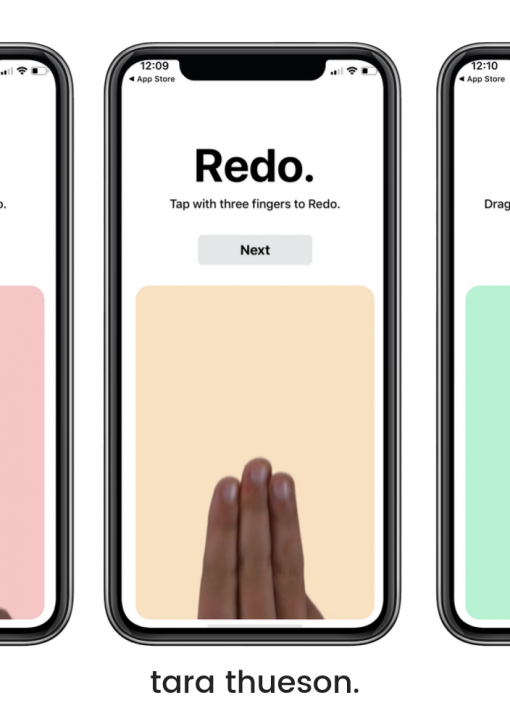 12:09
◀ App Store
12:10
◀ App Store
Redo.
o.
Tap with three fingers to Redo.
Drag
Next
tara thueson.